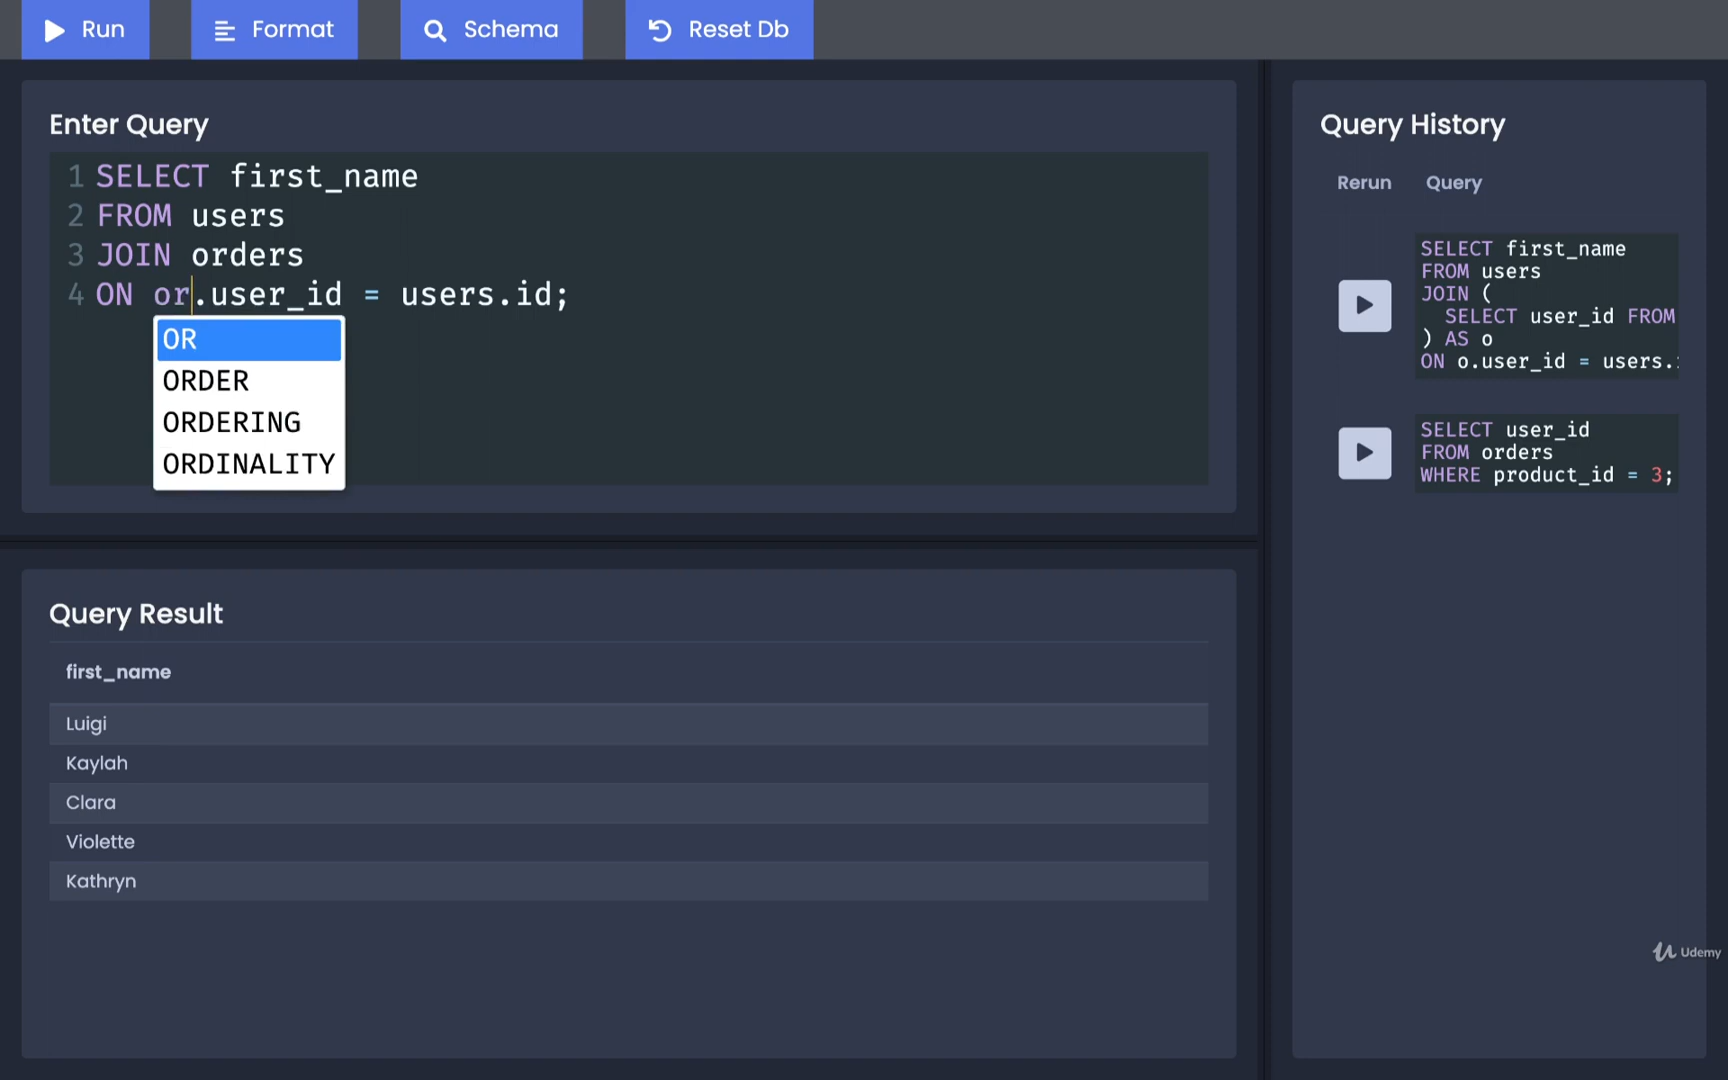 Run
Format
Schema
Reset Db
Enter Query
1 SELECT first_name
2 FROM users
3 JOIN orders
4 ON or.user_id = users.id;
OR
ORDER
ORDERING
ORDINALITY
Query Result
first_name
Luigi
Kaylah
Clara
Violette
Kathryn
Query History
Rerun Query
SELECT first_name
FROM users
JOIN (
SELECT user_id FROM
) AS o
ON o.user_id = users.
SELECT user_id
FROM orders
WHERE product_id = 3;
Udemy